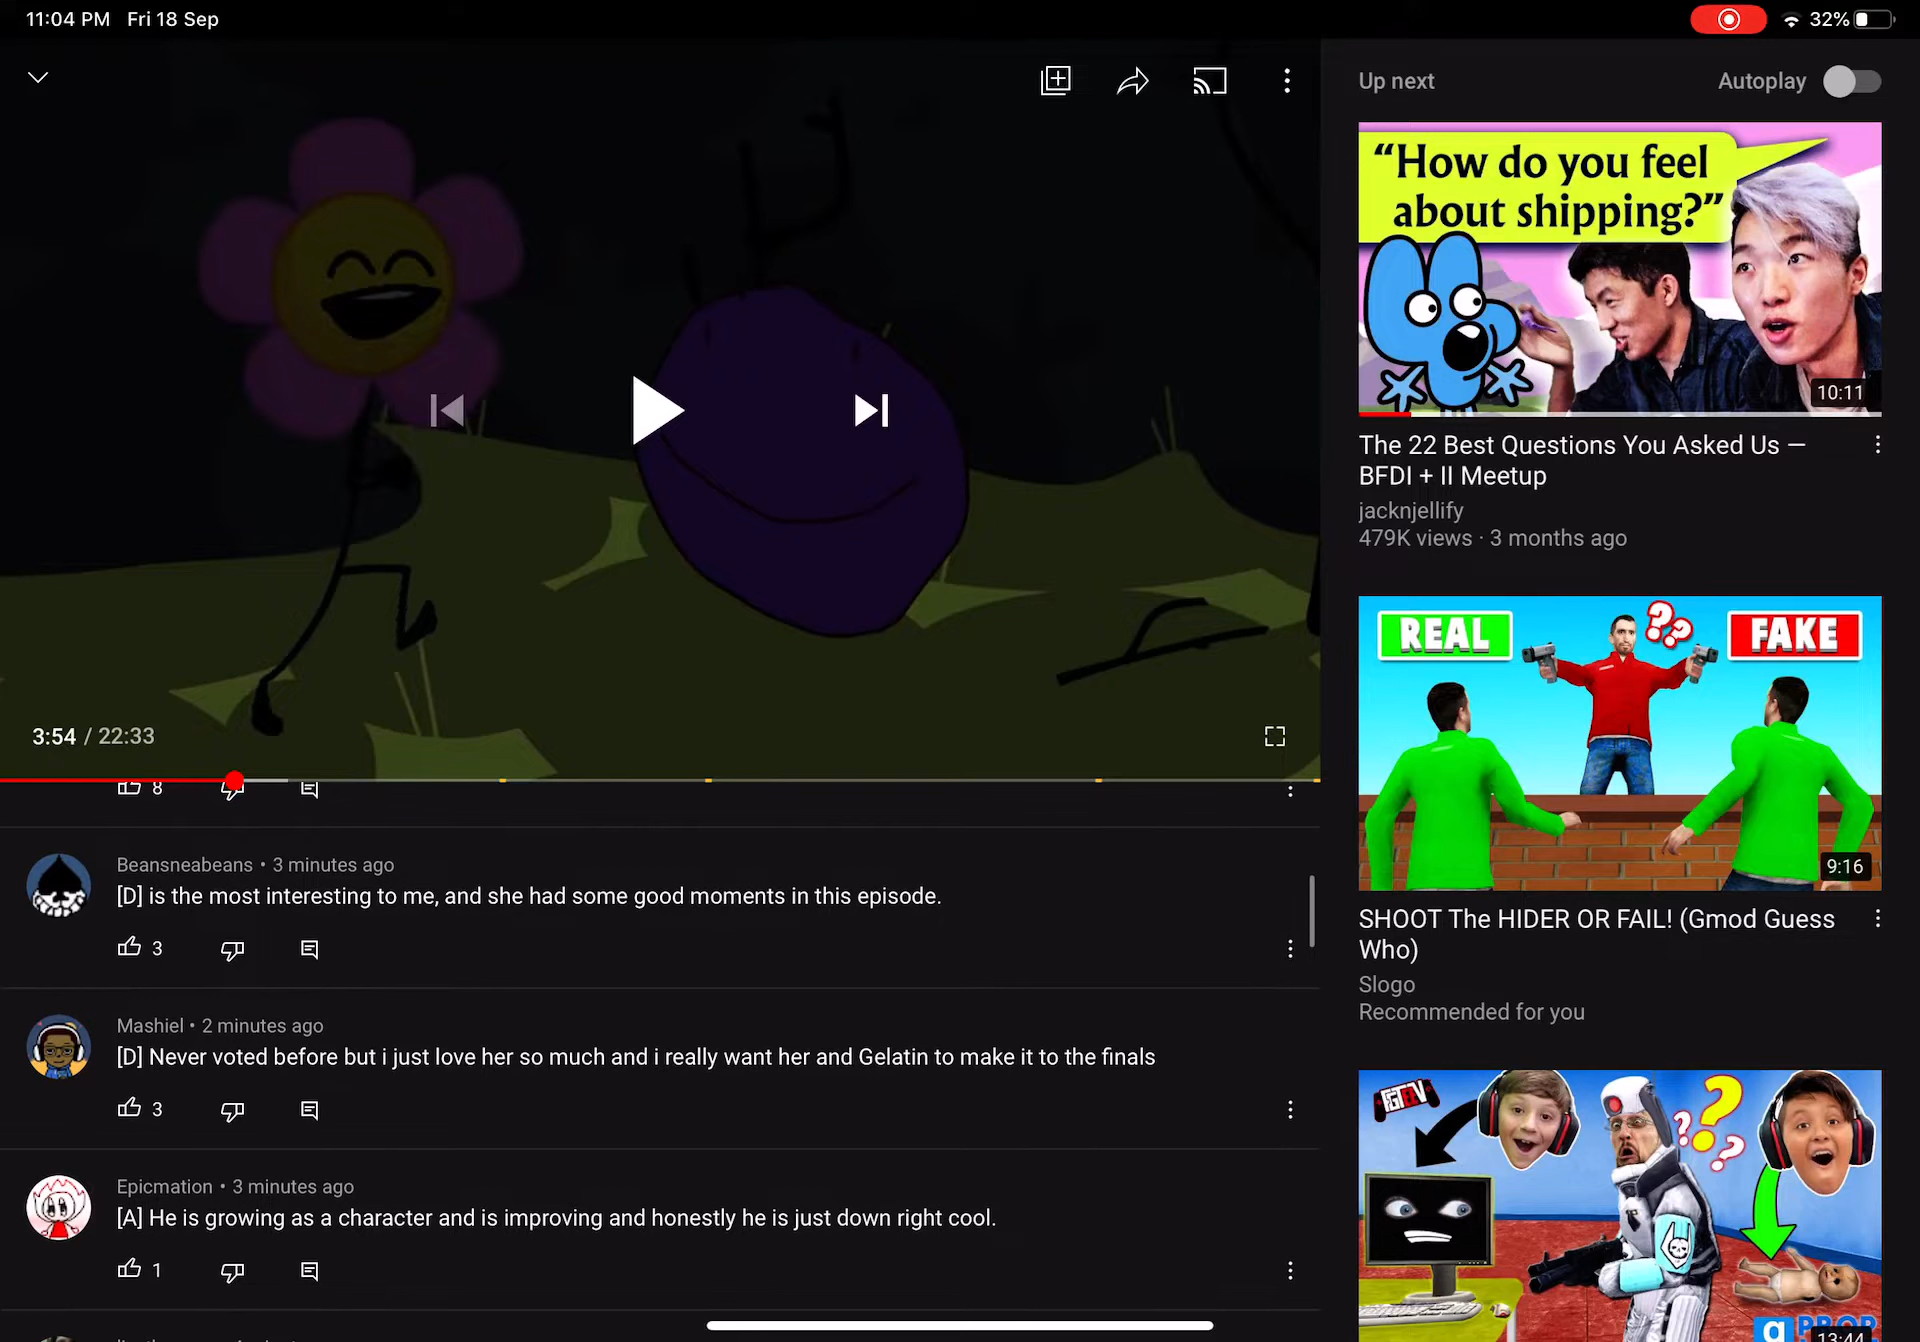 11:04 PM Fri 18 Sep
32%
Up next
Autoplay
“How do you feel
about shipping?”
10:11
The 22 Best Questions You Asked Us —
BFDI + II Meetup
jacknjellify
479K views · 3 months ago
REAL
??
FAKE
9:16
SHOOT The HIDER OR FAIL! (Gmod Guess
Who)
Slogo
Recommended for you
FGTEEV
???
13:44
3:54 / 22:33
8
Beansneabeans • 3 minutes ago
[D] is the most interesting to me, and she had some good moments in this episode.
3
Mashiel • 2 minutes ago
[D] Never voted before but i just love her so much and i really want her and Gelatin to make it to the finals
3
Epicmation • 3 minutes ago
[A] He is growing as a character and is improving and honestly he is just down right cool.
1